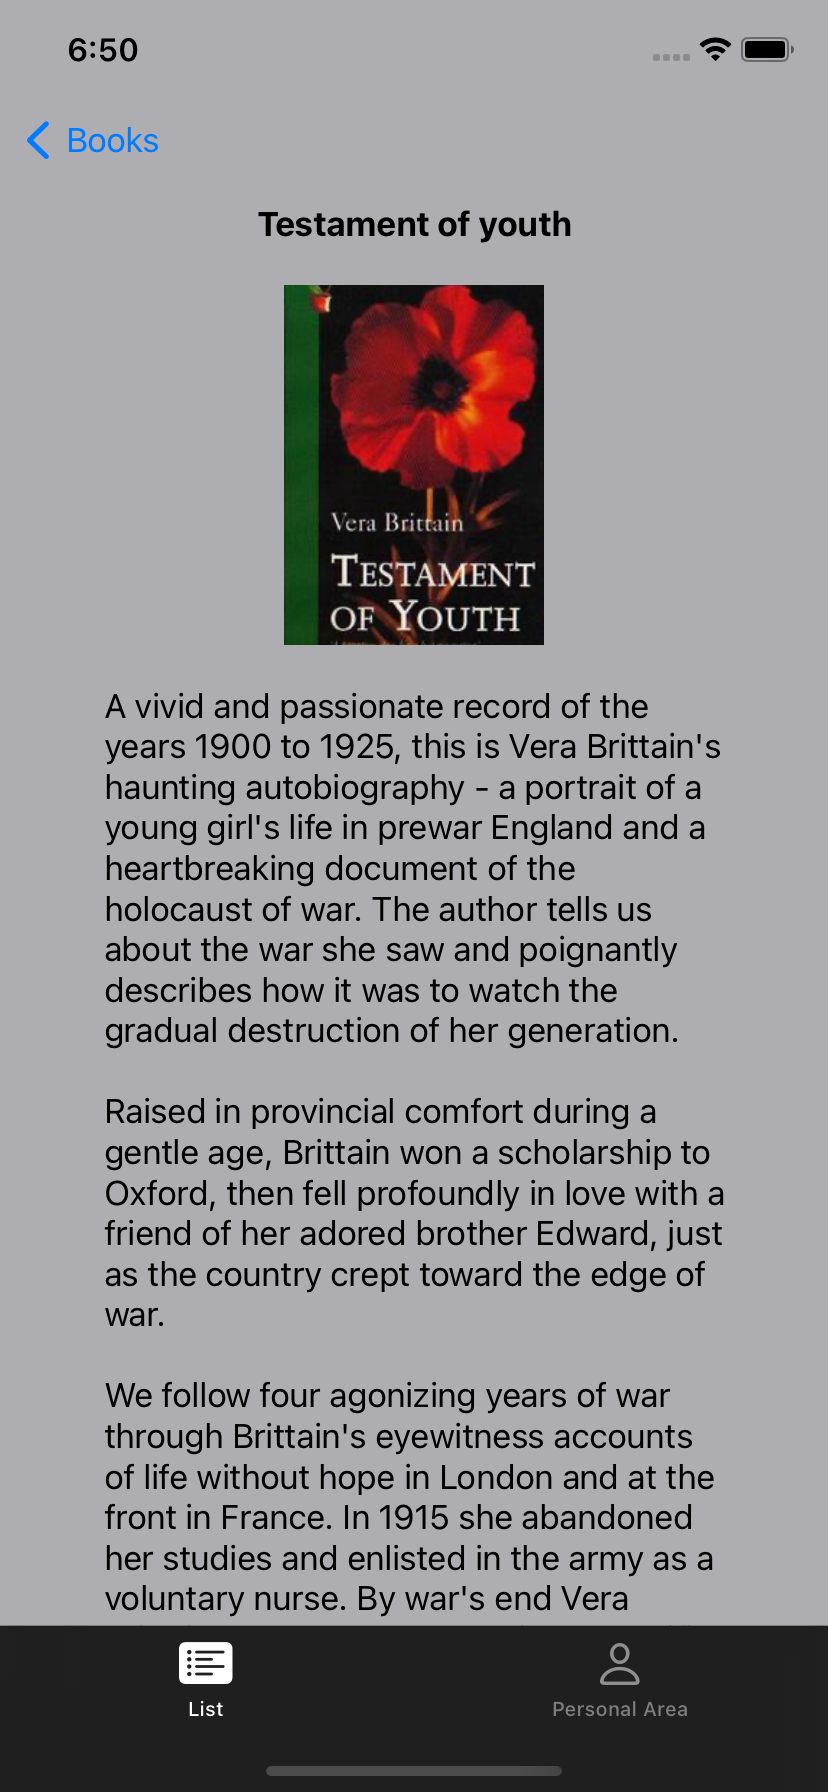 6:50
Books
Testament of youth
Vera Brittain
TESTAMENT
OF YOUTH
A vivid and passionate record of the
years 1900 to 1925, this is Vera Brittain's
haunting autobiography - a portrait of a
young girl's life in prewar England and a
heartbreaking document of the
holocaust of war. The author tells us
about the war she saw and poignantly
describes how it was to watch the
gradual destruction of her generation.
Raised in provincial comfort during a
gentle age, Brittain won a scholarship to
Oxford, then fell profoundly in love with a
friend of her adored brother Edward, just
as the country crept toward the edge of
war.
We follow four agonizing years of war
through Brittain's eyewitness accounts
of life without hope in London and at the
front in France. In 1915 she abandoned
her studies and enlisted in the army as a
voluntary nurse. By war's end Vera
List
Personal Area